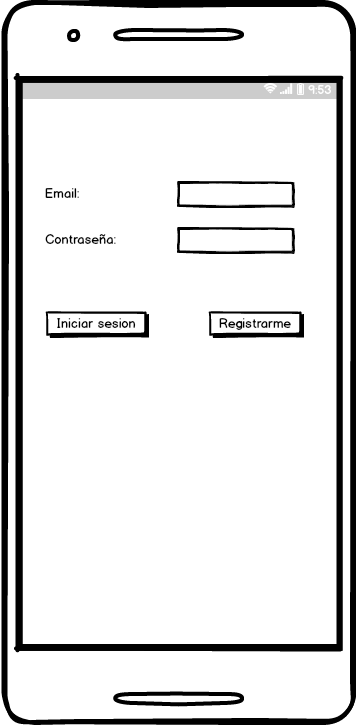 9:53
Email:
Contraseña:
Iniciar sesion
Registrarme